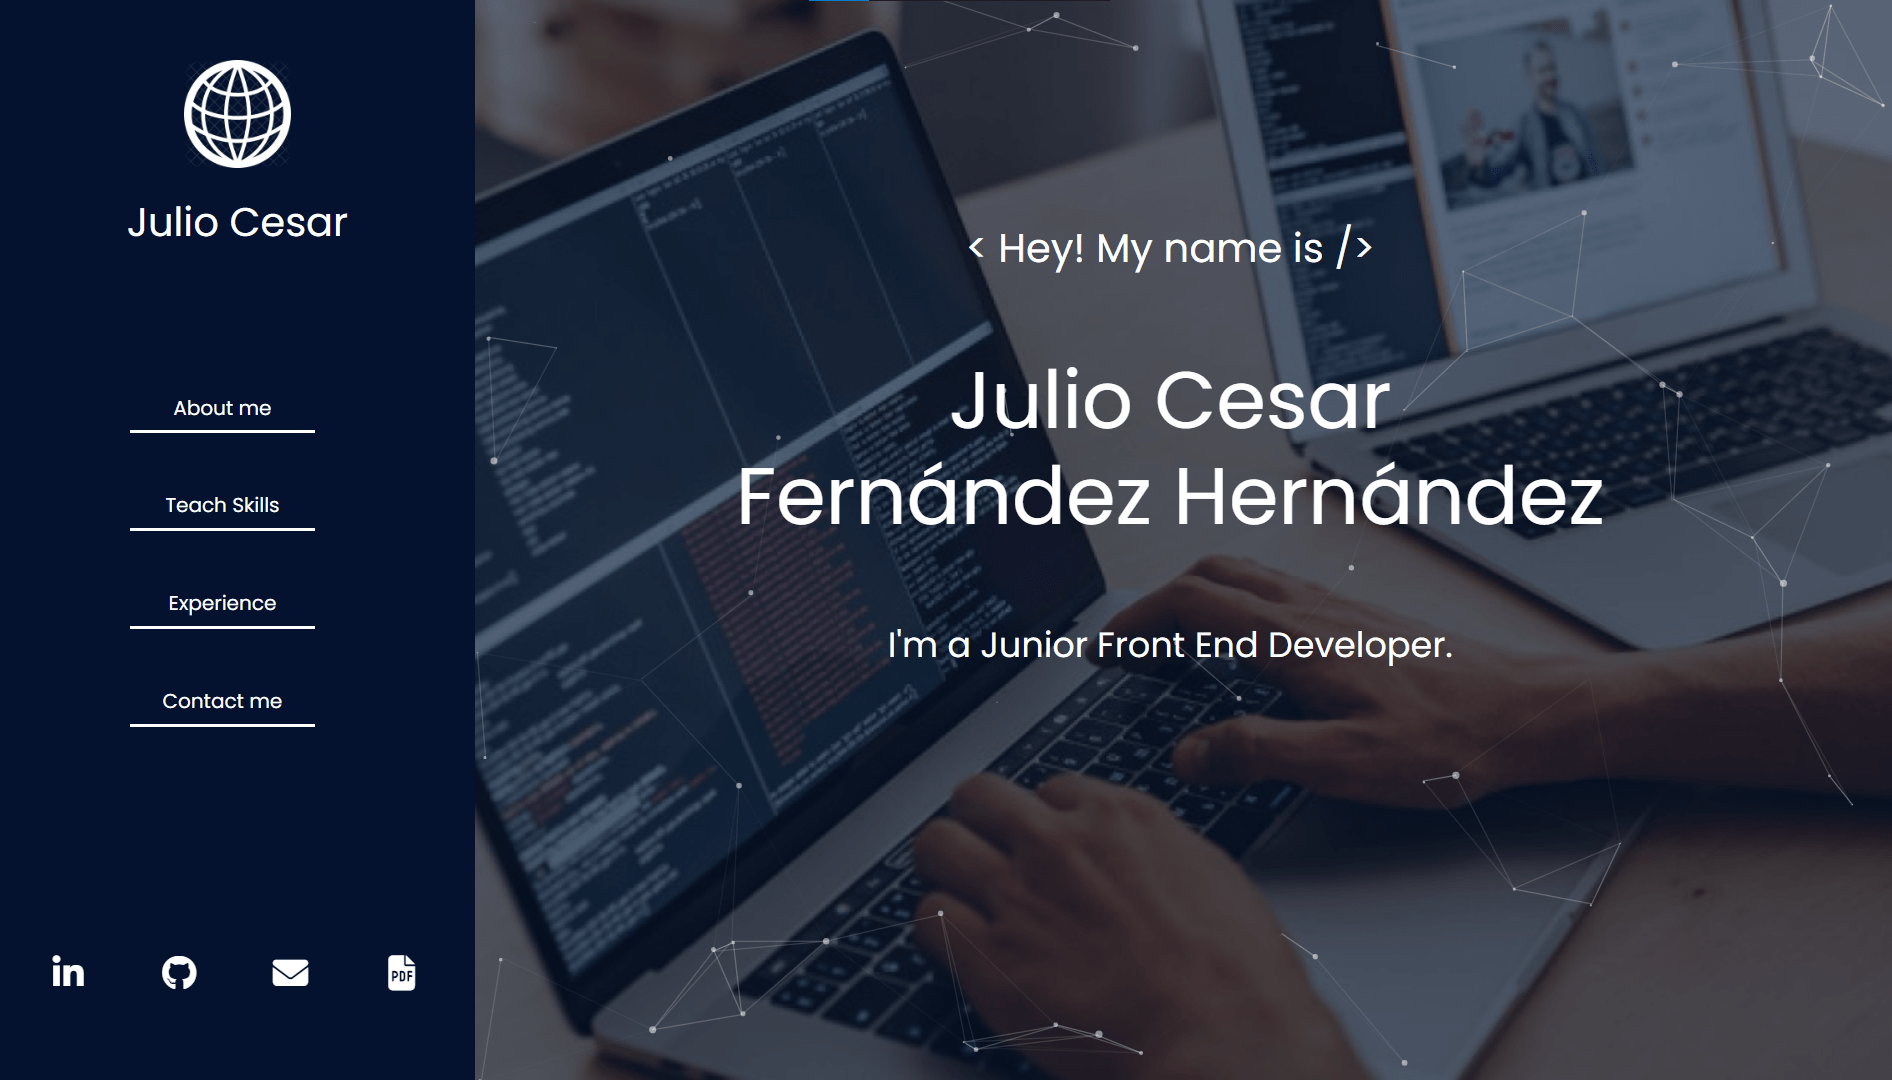 Julio Cesar
About me
Teach Skills
Experience
Contact me
in
PDF
< Hey! My name is />
Julio Cesar
Fernández Hernández
I'm a Junior Front End Developer.